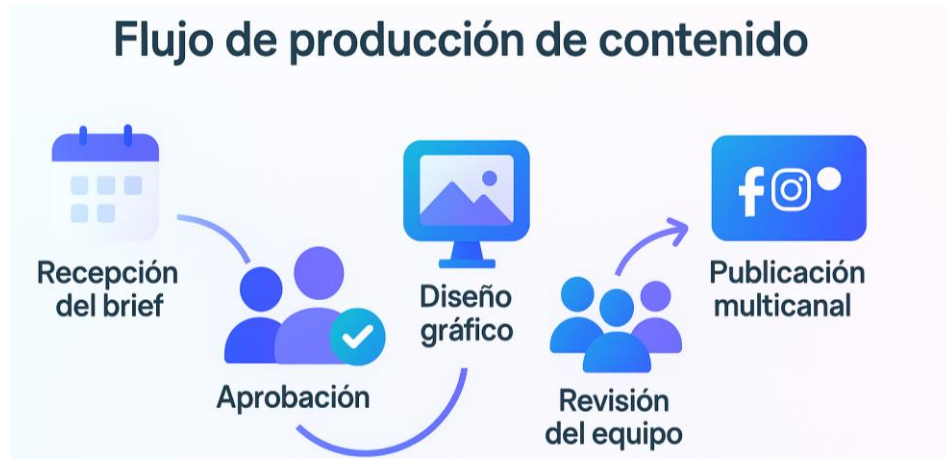 Flujo de producción de contenido
Recepción
del brief
Aprobación
Diseño
gráfico
Revisión
del equipo
Publicación
multicanal